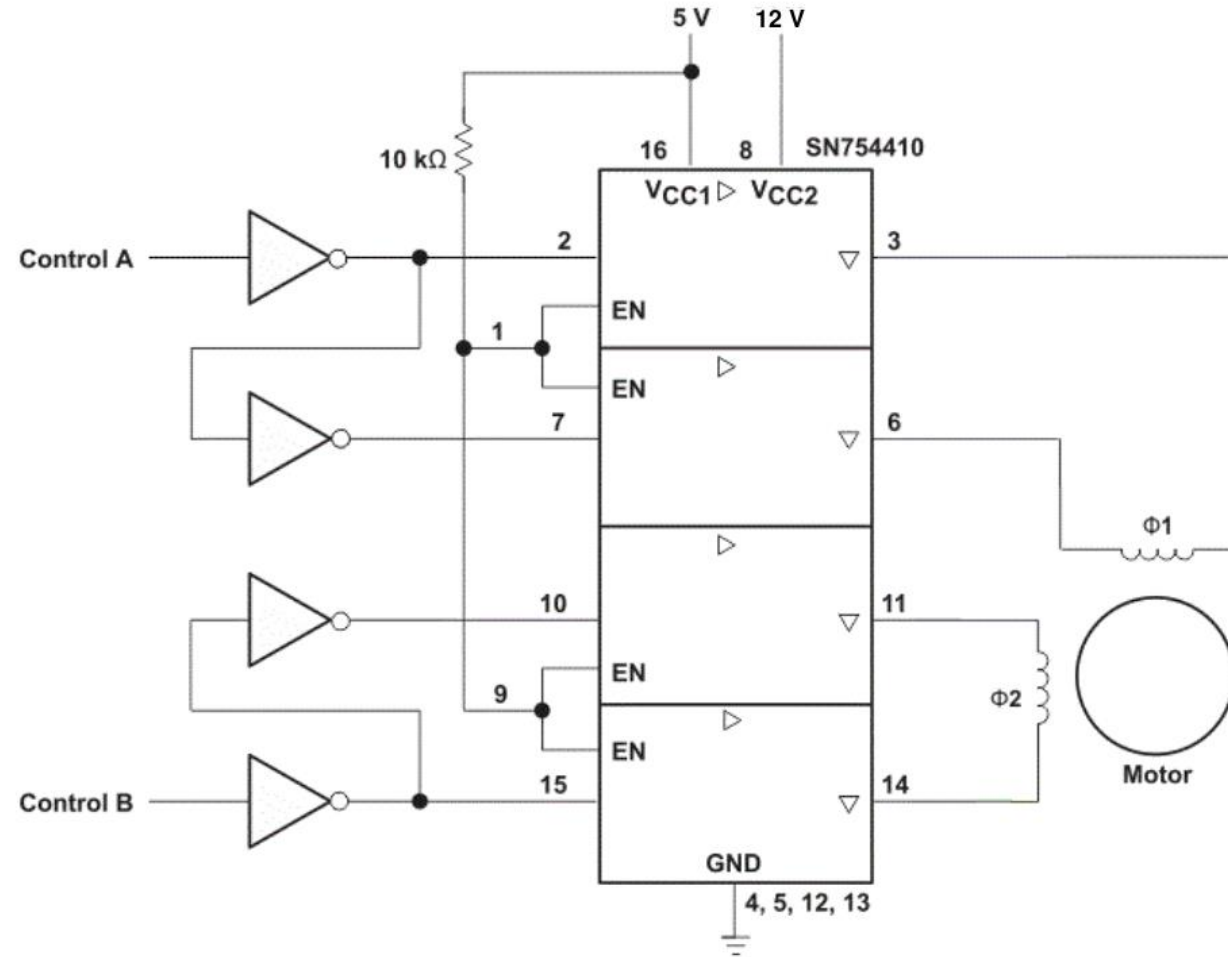 5 V 12 V
16 8 SN754410
10 kΩ
VCC1 VCC2
Control A
2 3
EN
1
EN
7 6
Φ1
10 11
EN
9
Φ2
EN
Motor
Control B
15 14
GND
4, 5, 12, 13